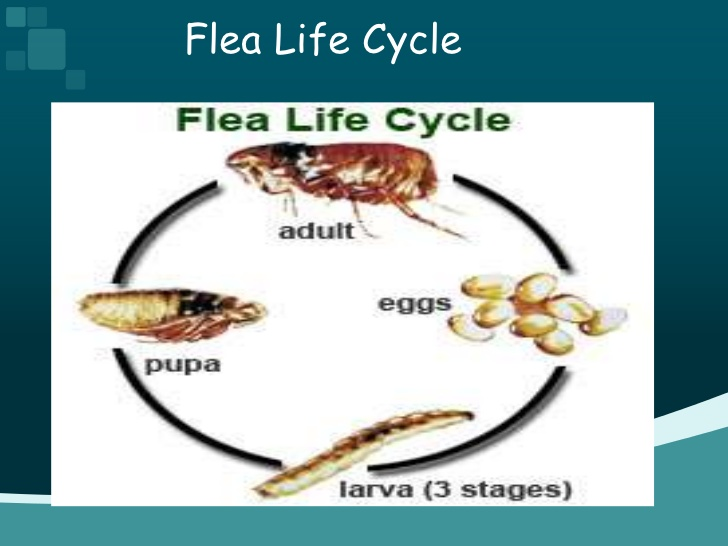 Flea Life Cycle
Flea Life Cycle
adult
eggs
pupa
larva (3 stages)